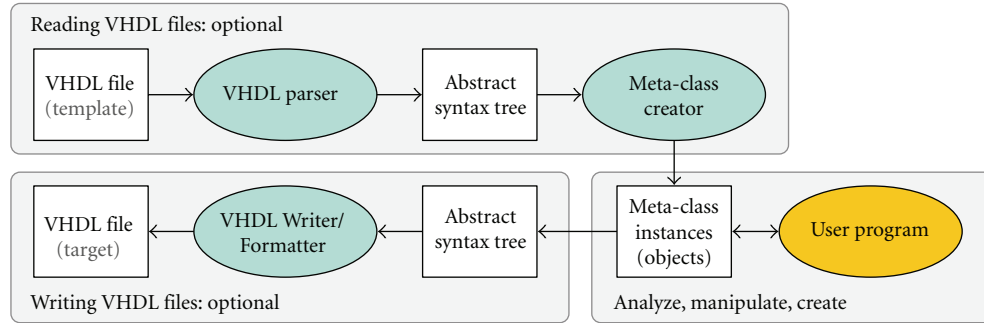 Reading VHDL files: optional
VHDL file
(template)
VHDL parser
Abstract
syntax tree
Meta-class
creator
VHDL file
(target)
VHDL Writer/
Formatter
Abstract
syntax tree
Meta-class
instances
(objects)
User program
Writing VHDL files: optional
Analyze, manipulate, create